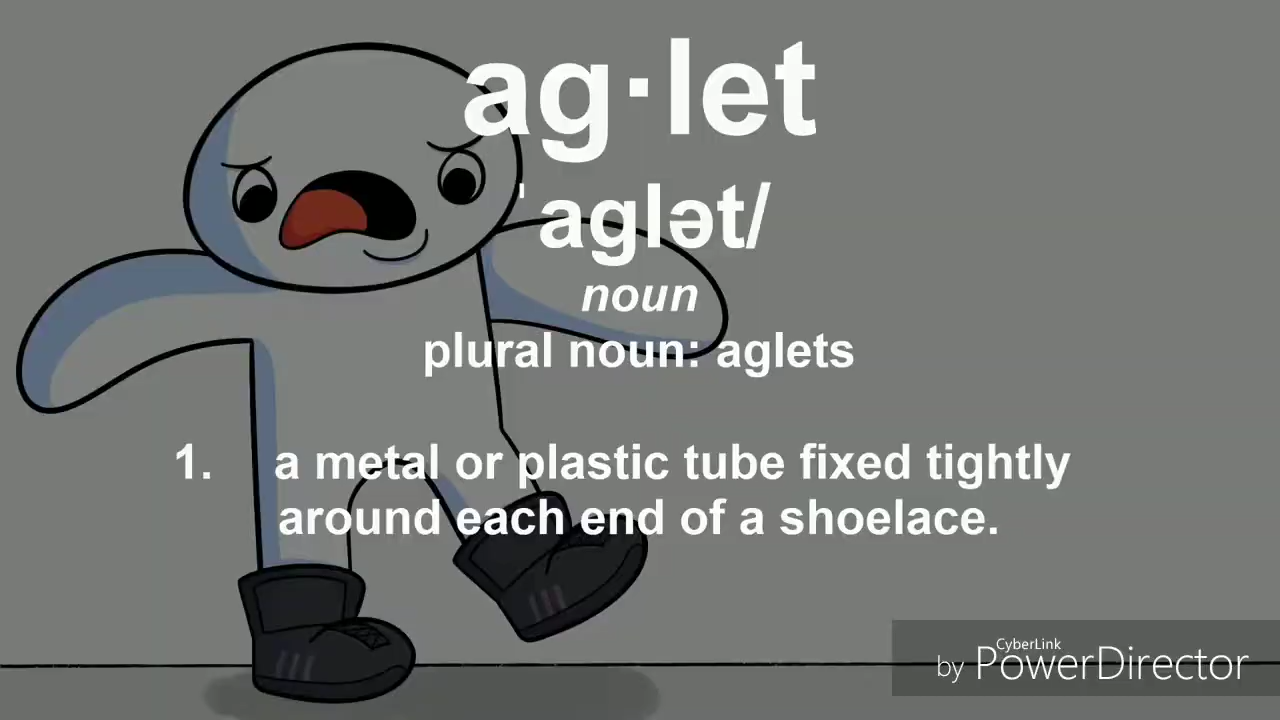 ag·let
ˈaglət/
noun
plural noun: aglets
1. a metal or plastic tube fixed tightly
around each end of a shoelace.
CyberLink
by PowerDirector